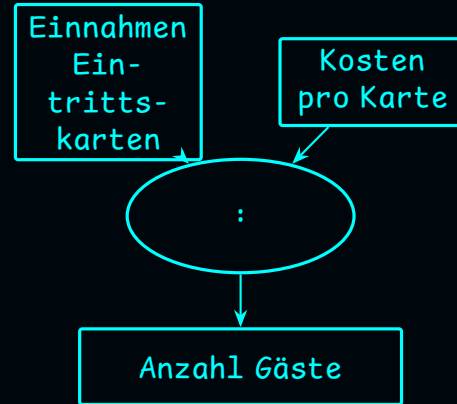 Einnahmen
Ein-
tritts-
karten
Kosten
pro Karte
:
Anzahl Gäste